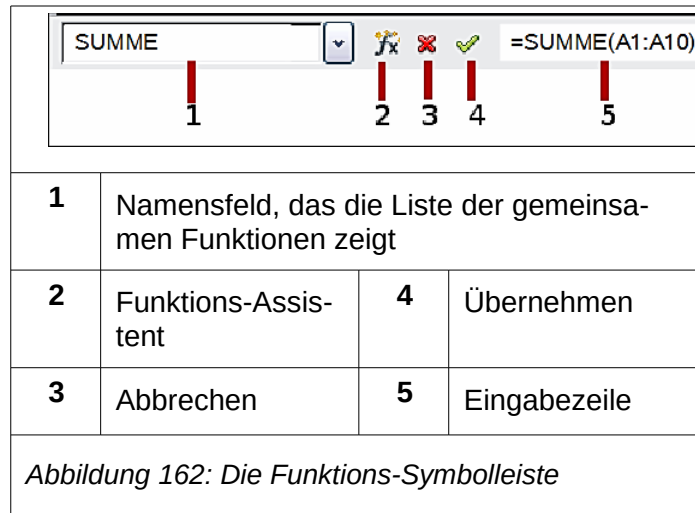 SUMME fx =SUMME(A1:A10)
1 2 3 4 5
1 Namensfeld, das die Liste der gemeinsa-
men Funktionen zeigt
2 Funktions-Assis-
tent
4 Übernehmen
3 Abbrechen 5 Eingabezeile
Abbildung 162: Die Funktions-Symbolleiste